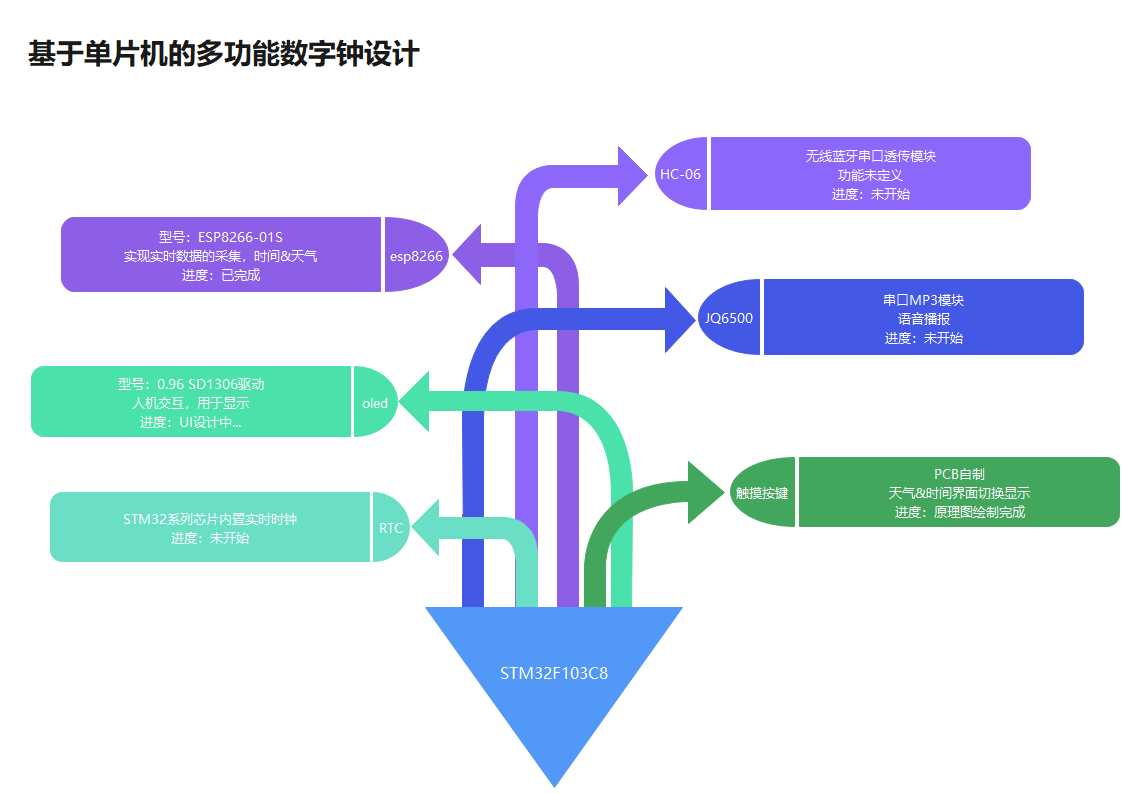 基于单片机的多功能数字钟设计
HC-06
无线蓝牙串口透传模块
功能未定义
进度：未开始
型号：ESP8266-01S
实现实时数据的采集，时间&天气
进度：已完成
esp8266
JQ6500
串口MP3模块
语音播报
进度：未开始
型号：0.96 SD1306驱动
人机交互，用于显示
进度：UI设计中...
oled
触摸按键
PCB自制
天气&时间界面切换显示
进度：原理图绘制完成
STM32系列芯片内置实时时钟
进度：未开始
RTC
STM32F103C8